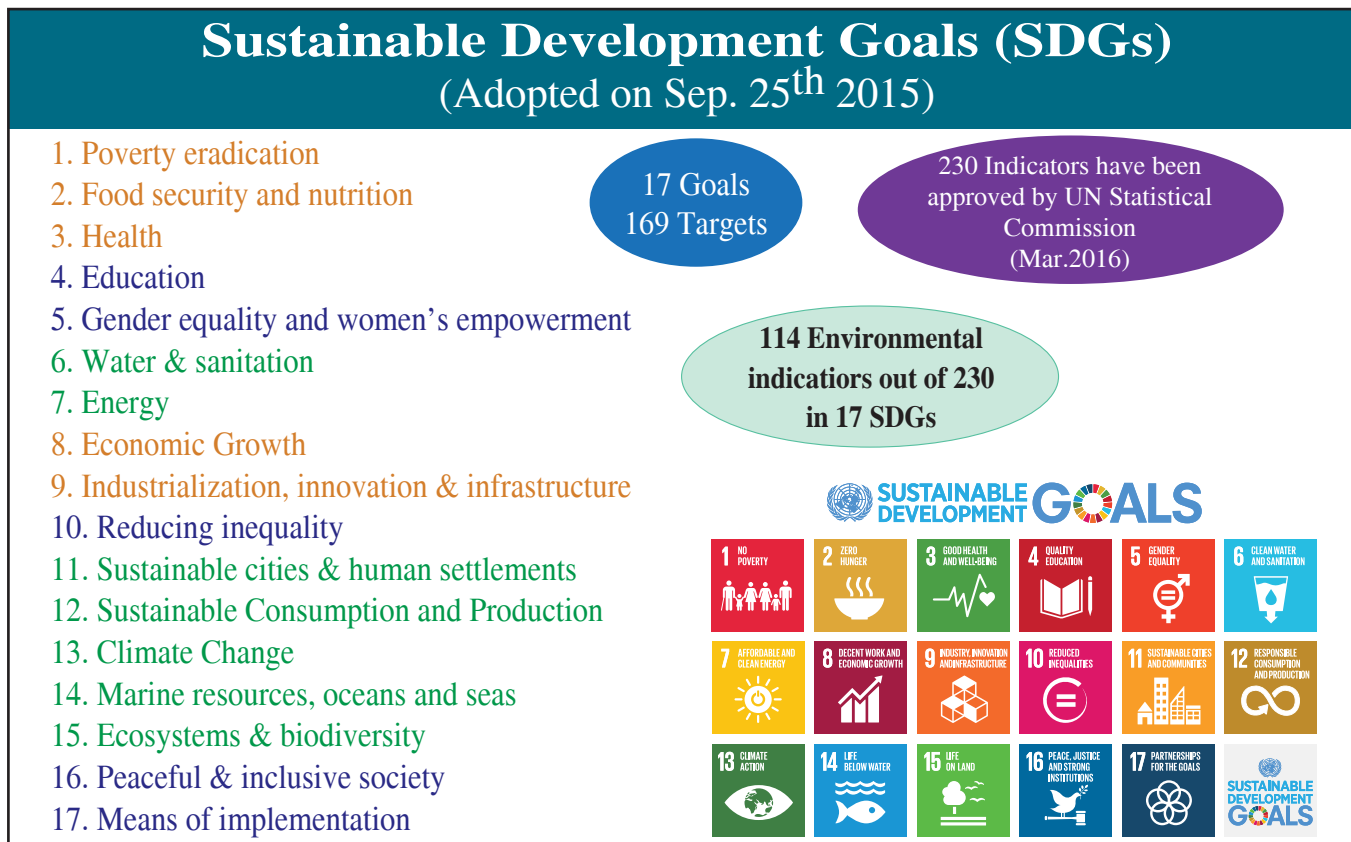 Sustainable Development Goals (SDGs)
(Adopted on Sep. 25th 2015)
1. Poverty eradication
2. Food security and nutrition
3. Health
4. Education
5. Gender equality and women’s empowerment
6. Water & sanitation
7. Energy
8. Economic Growth
9. Industrialization, innovation & infrastructure
10. Reducing inequality
11. Sustainable cities & human settlements
12. Sustainable Consumption and Production
13. Climate Change
14. Marine resources, oceans and seas
15. Ecosystems & biodiversity
16. Peaceful & inclusive society
17. Means of implementation
17 Goals
169 Targets
230 Indicators have been
approved by UN Statistical
Commission
(Mar.2016)
114 Environmental
indicatiors out of 230
in 17 SDGs
SUSTAINABLE
DEVELOPMENT
GOALS
1 NO
POVERTY
2 ZERO
HUNGER
3 GOOD HEALTH
AND WELL-BEING
4 QUALITY
EDUCATION
5 GENDER
EQUALITY
6 CLEAN WATER
AND SANITATION
7 AFFORDABLE AND
CLEAN ENERGY
8 DECENT WORK AND
ECONOMIC GROWTH
9 INDUSTRY, INNOVATION
AND INFRASTRUCTURE
10 REDUCED
INEQUALITIES
11 SUSTAINABLE CITIES
AND COMMUNITIES
12 RESPONSIBLE
CONSUMPTION
AND PRODUCTION
13 CLIMATE
ACTION
14 LIFE
BELOW WATER
15 LIFE
ON LAND
16 PEACE, JUSTICE
AND STRONG
INSTITUTIONS
17 PARTNERSHIPS
FOR THE GOALS
SUSTAINABLE
DEVELOPMENT
GOALS